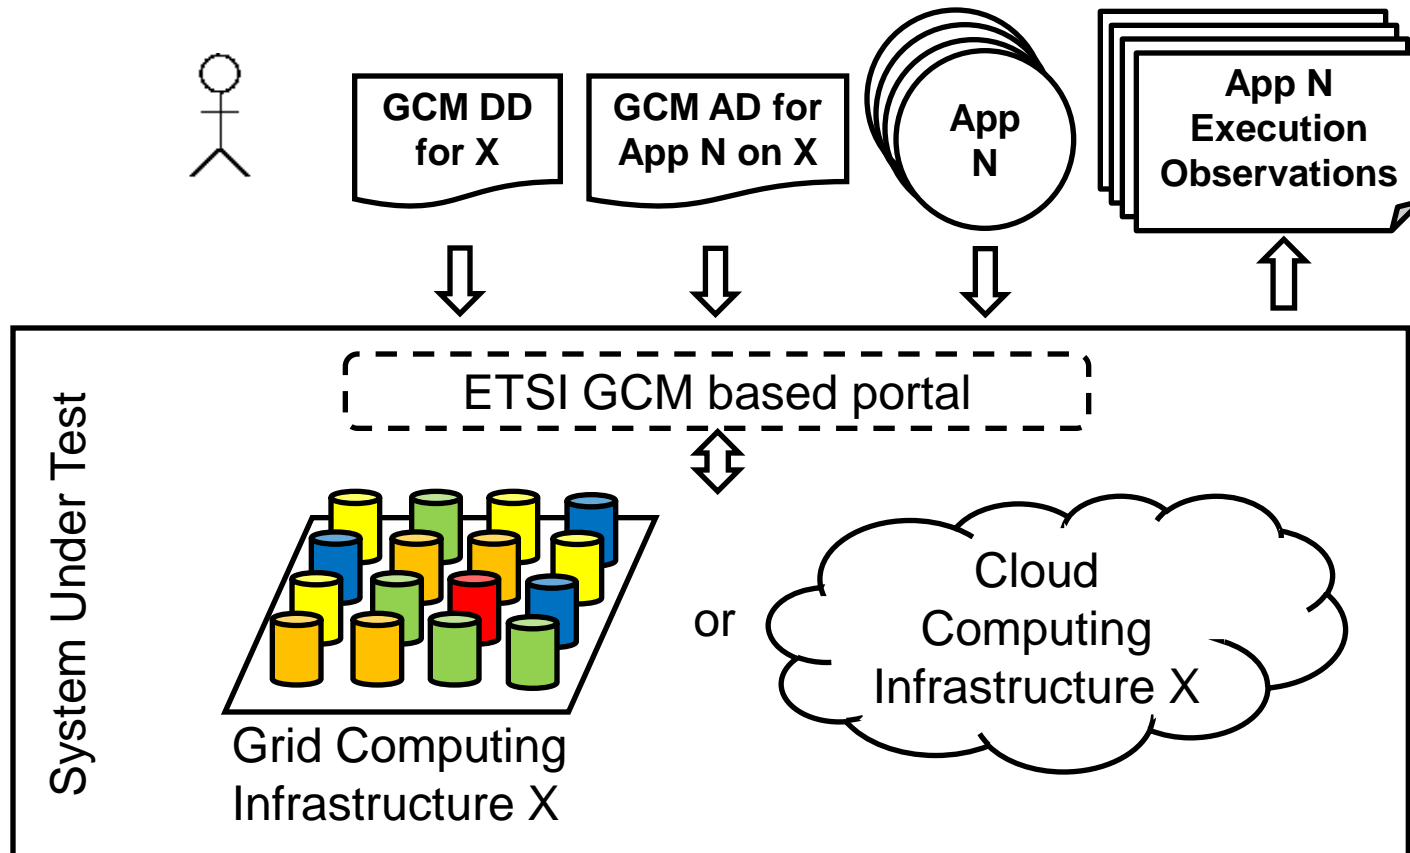 GCM DD
for X
GCM AD for
App N on X
App
N
App N
Execution
Observations
System Under Test
ETSI GCM based portal
Grid Computing
Infrastructure X
or
Cloud
Computing
Infrastructure X